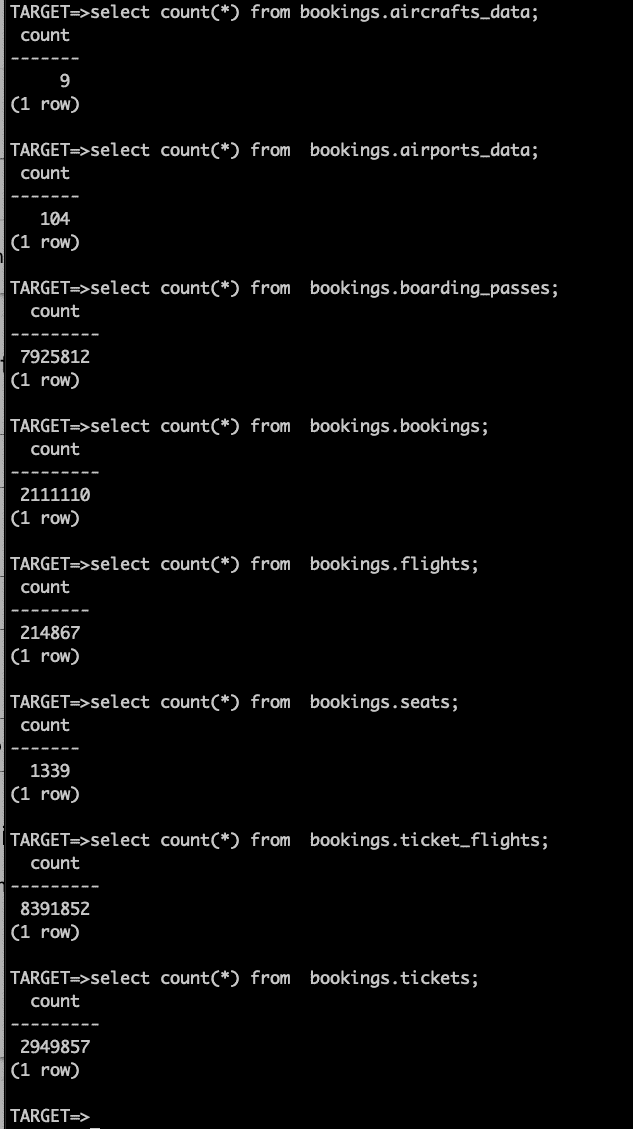 TARGET=>select count(*) from bookings.aircrafts_data;
 count
-------
     9
(1 row)

TARGET=>select count(*) from  bookings.airports_data;
 count
-------
   104
(1 row)

TARGET=>select count(*) from  bookings.boarding_passes;
  count
---------
 7925812
(1 row)

TARGET=>select count(*) from  bookings.bookings;
  count
---------
 2111110
(1 row)

TARGET=>select count(*) from  bookings.flights;
 count
--------
 214867
(1 row)

TARGET=>select count(*) from  bookings.seats;
 count
-------
  1339
(1 row)

TARGET=>select count(*) from  bookings.ticket_flights;
  count
---------
 8391852
(1 row)

TARGET=>select count(*) from  bookings.tickets;
  count
---------
 2949857
(1 row)

TARGET=>